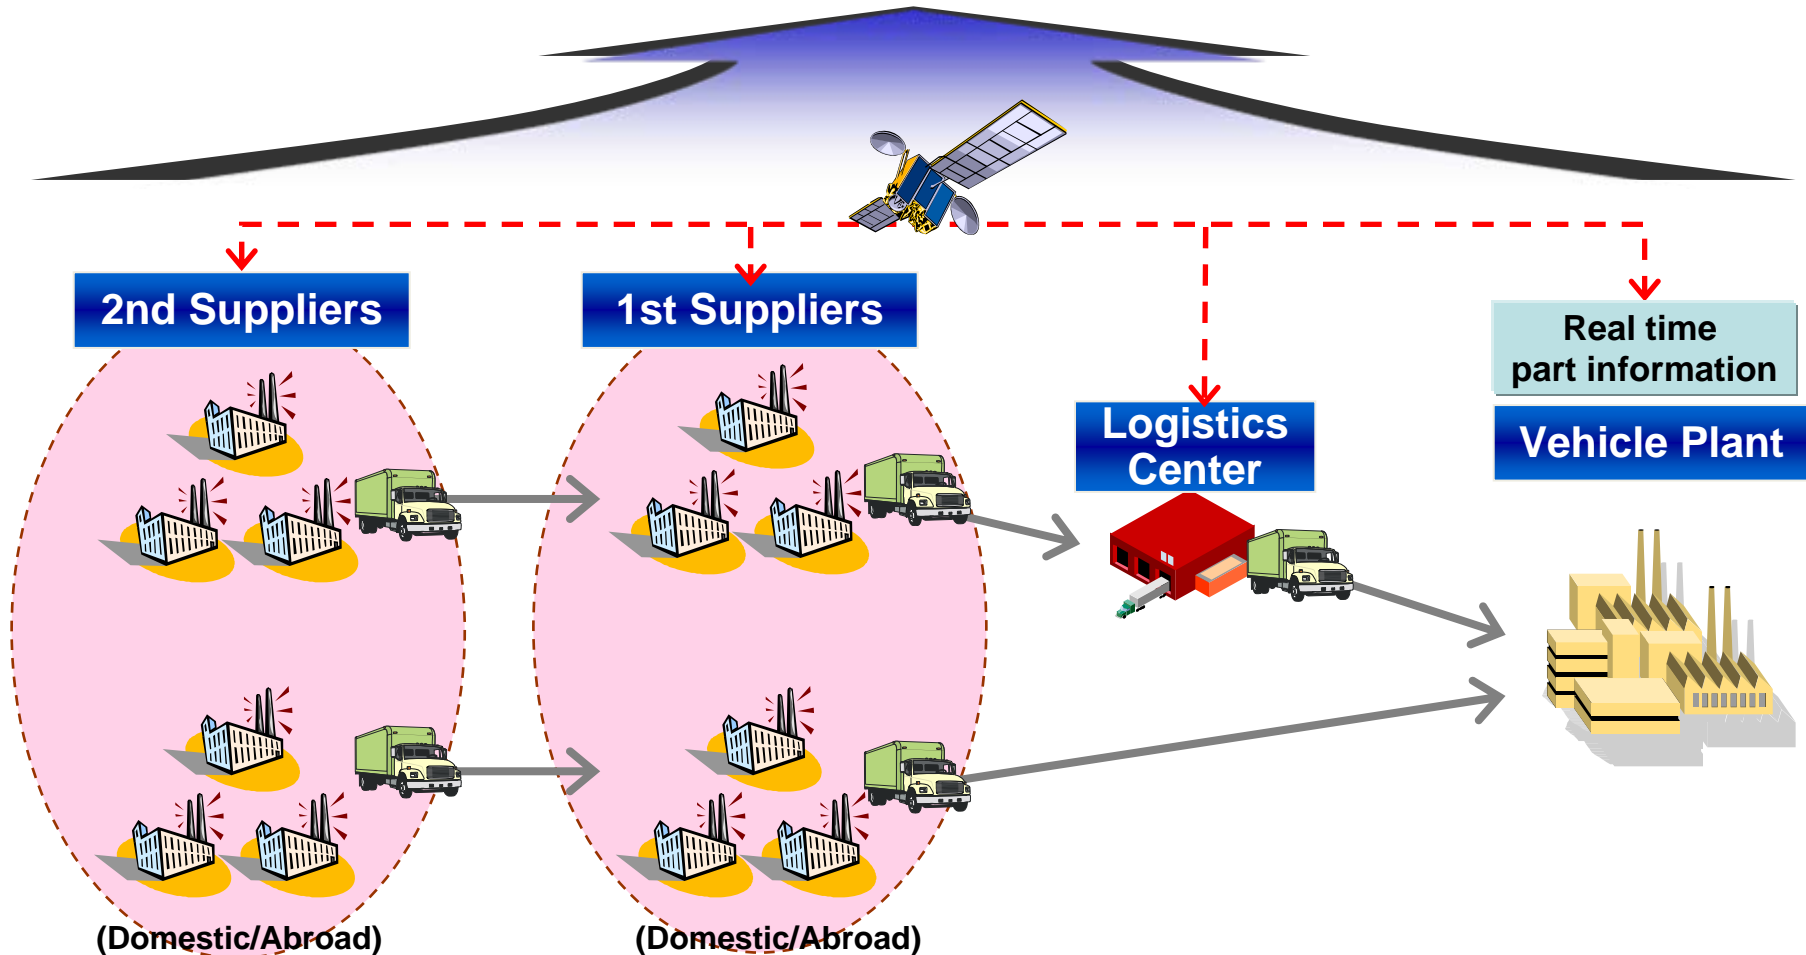 2nd Suppliers
1st Suppliers
Real time
part information
Logistics
Center
Vehicle Plant
(Domestic/Abroad)
(Domestic/Abroad)